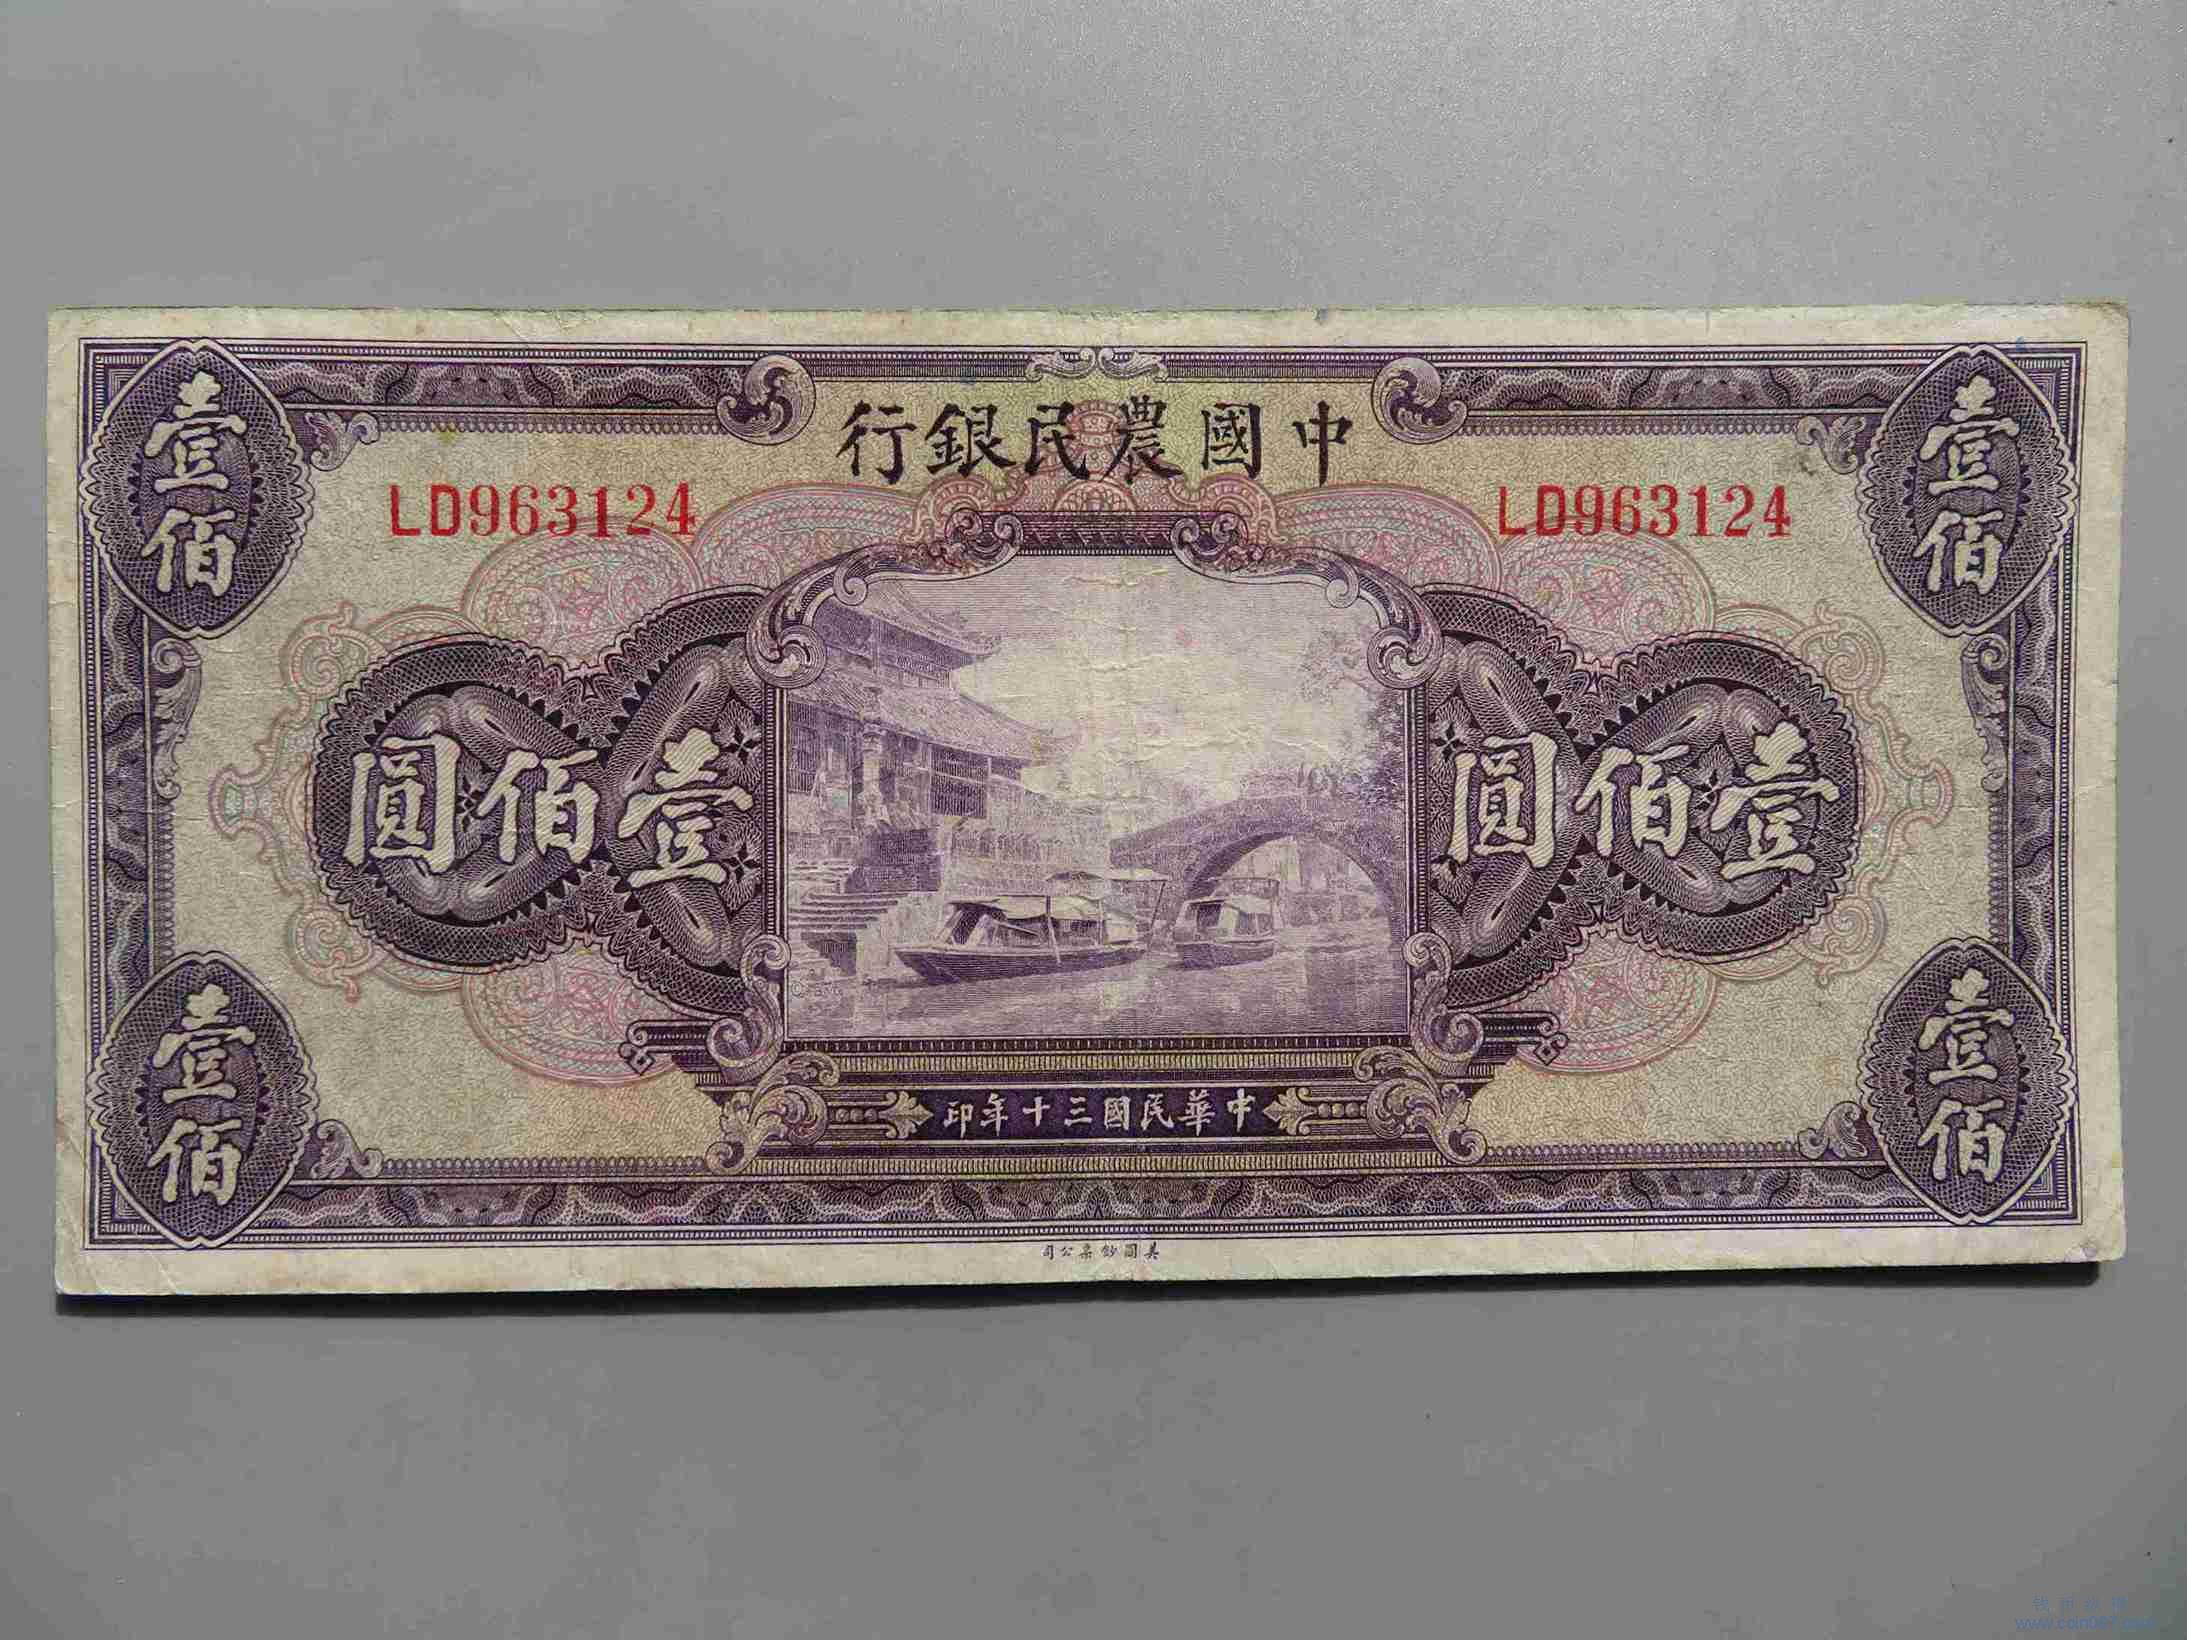 中國農民銀行
LD963124
LD963124
壹佰
壹佰
壹佰圓
壹佰圓
壹佰
壹佰
中華民國三十年印
美國鈔票公司